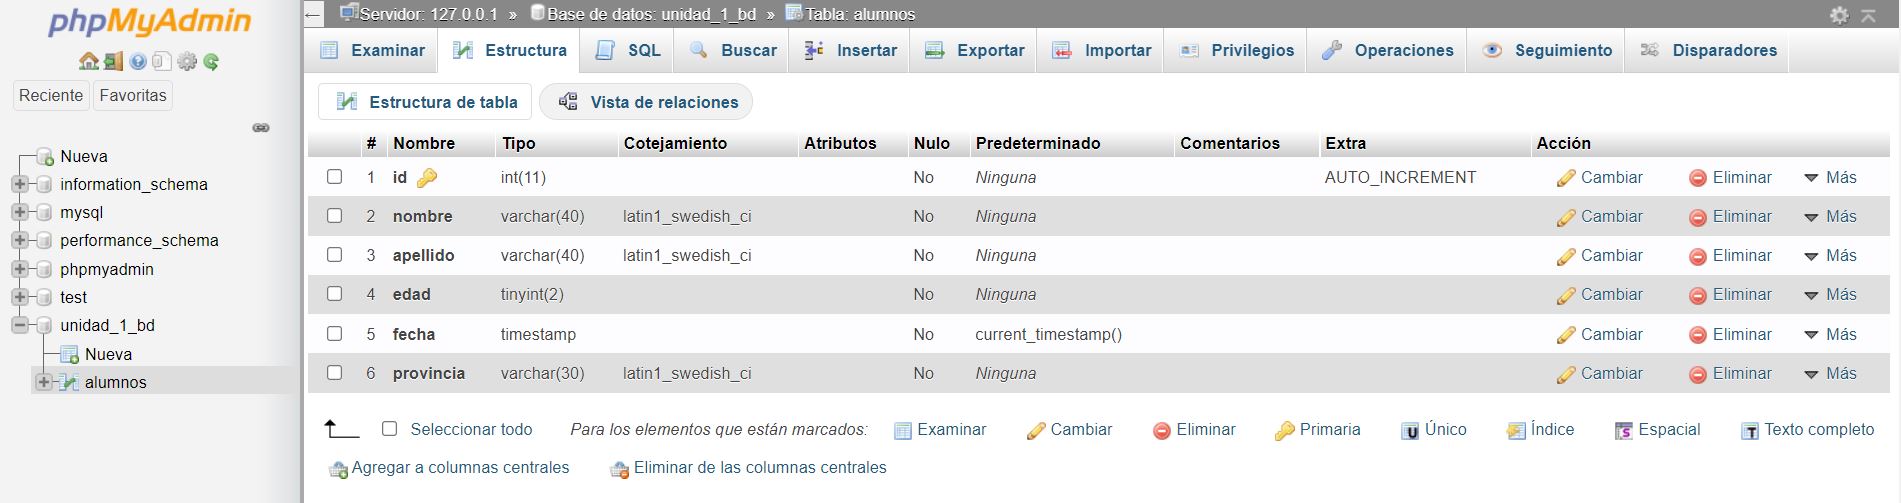 phpMyAdmin
Reciente Favoritas
Nueva
information_schema
mysql
performance_schema
phpmyadmin
test
unidad_1_bd
Nueva
alumnos
Servidor: 127.0.0.1 » Base de datos: unidad_1_bd » Tabla: alumnos
Examinar Estructura SQL Buscar Insertar Exportar Importar Privilegios Operaciones Seguimiento Disparadores
Estructura de tabla Vista de relaciones
# Nombre Tipo Cotejamiento Atributos Nulo Predeterminado Comentarios Extra Acción
1 id int(11) No Ninguna AUTO_INCREMENT Cambiar Eliminar Más
2 nombre varchar(40) latin1_swedish_ci No Ninguna Cambiar Eliminar Más
3 apellido varchar(40) latin1_swedish_ci No Ninguna Cambiar Eliminar Más
4 edad tinyint(2) No Ninguna Cambiar Eliminar Más
5 fecha timestamp No current_timestamp() Cambiar Eliminar Más
6 provincia varchar(30) latin1_swedish_ci No Ninguna Cambiar Eliminar Más
Seleccionar todo Para los elementos que están marcados: Examinar Cambiar Eliminar Primaria Único Índice Espacial Texto completo
Agregar a columnas centrales Eliminar de las columnas centrales